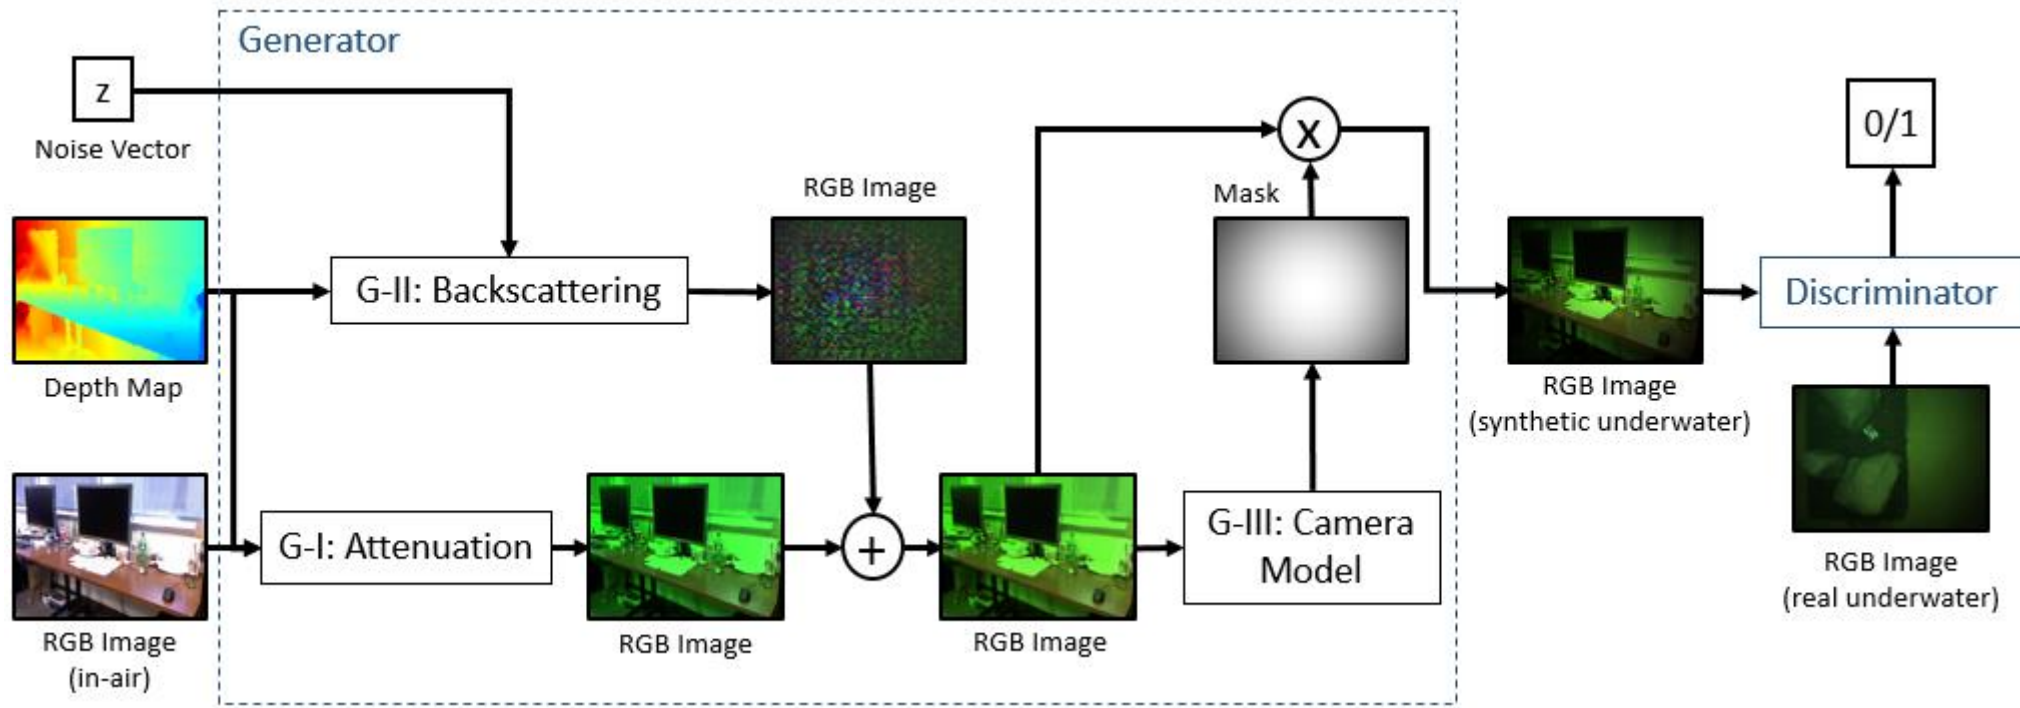 Generator
z
Noise Vector
Depth Map
RGB Image
(in-air)
G-II: Backscattering
G-I: Attenuation
RGB Image
RGB Image
+
RGB Image
G-III: Camera
Model
Mask
X
RGB Image
(synthetic underwater)
0/1
Discriminator
RGB Image
(real underwater)